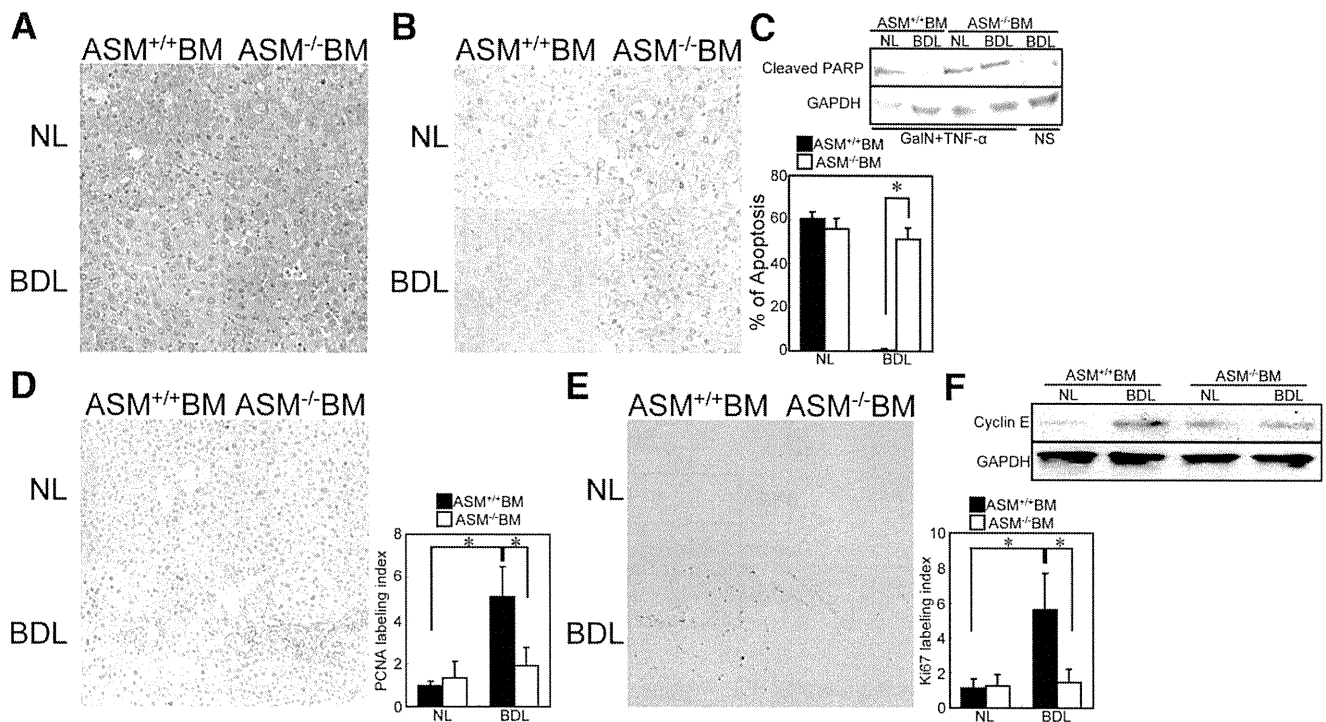 A
ASM+/+BM ASM-/-BM
NL
BDL
B
ASM+/+BM ASM-/-BM
NL
BDL
C
ASM+/+BM ASM-/-BM
NL BDL NL BDL BDL
Cleaved PARP
GAPDH
GalN+TNF-α NS
ASM+/+BM
ASM-/-BM
% of Apoptosis
80
60
40
20
0
*
NL BDL
D
ASM+/+BM ASM-/-BM
NL
BDL
ASM+/+BM
ASM-/-BM
PCNA labeling index
8
6
4
2
0
* *
NL BDL
E
ASM+/+BM ASM-/-BM
NL
BDL
F
ASM+/+BM ASM-/-BM
NL BDL NL BDL
Cyclin E
GAPDH
ASM+/+BM
ASM-/-BM
Ki67 labeling index
10
8
6
4
2
0
* *
NL BDL